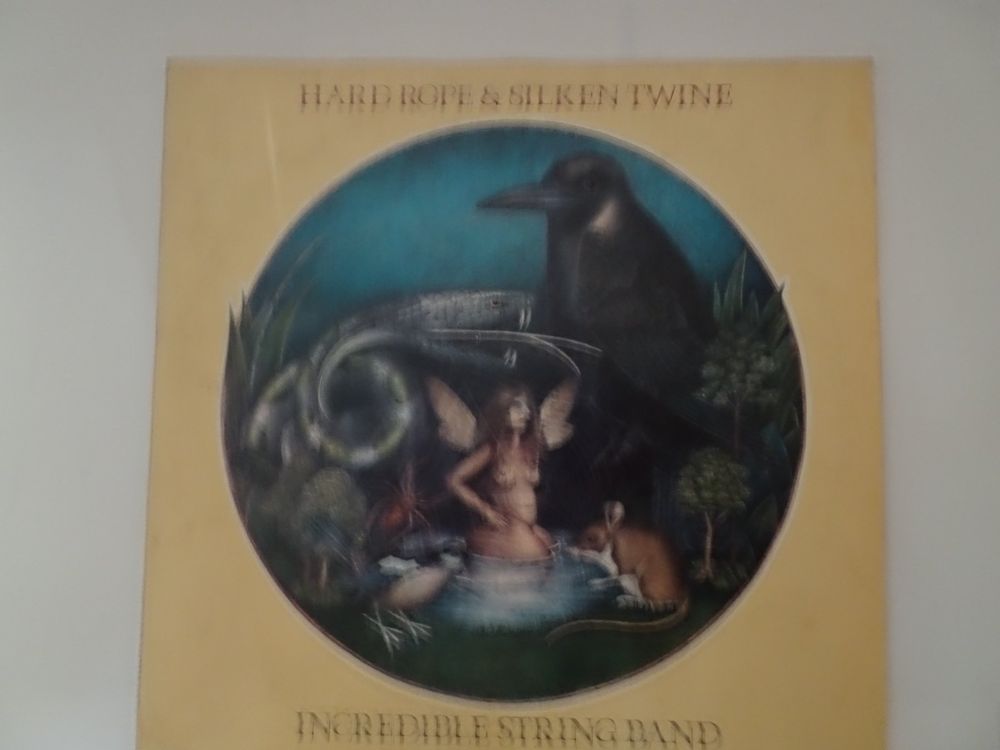 HARD ROPE & SILKEN TWINE
INCREDIBLE STRING BAND